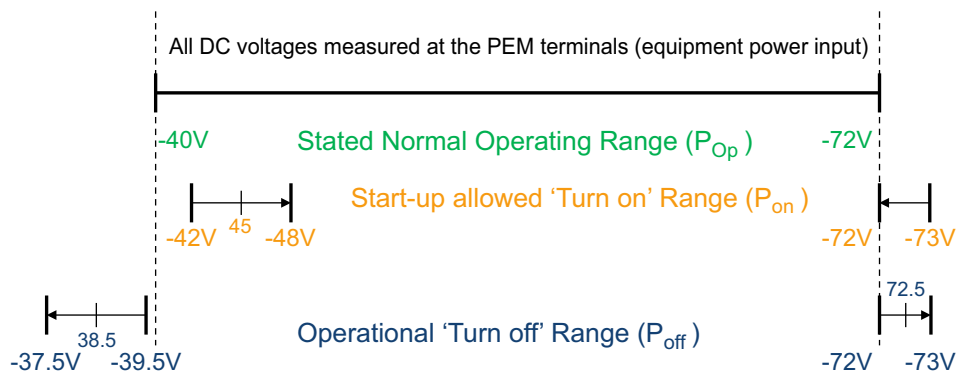 All DC voltages measured at the PEM terminals (equipment power input)
-40V Stated Normal Operating Range (POp ) -72V
Start-up allowed ‘Turn on’ Range (Pon )
45
-42V -48V -72V -73V
72.5
Operational ‘Turn off’ Range (Poff )
38.5
-37.5V -39.5V -72V -73V